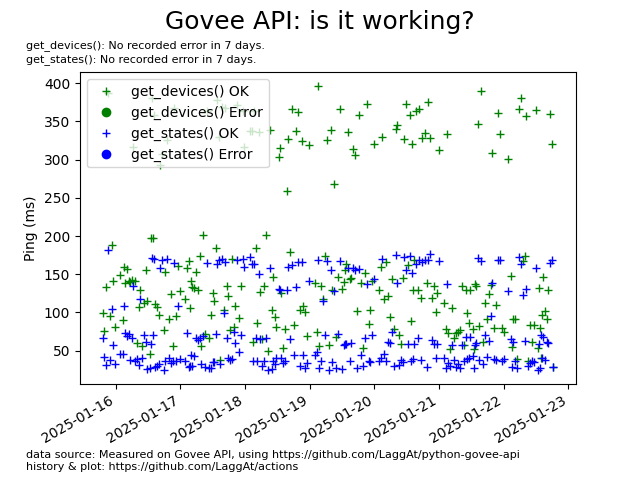 Govee API: is it working?
get_devices(): No recorded error in 7 days.
get_states(): No recorded error in 7 days.
get_devices() OK
get_devices() Error
get_states() OK
get_states() Error
Ping (ms)
400
350
300
250
200
150
100
50
2025-01-16
2025-01-17
2025-01-18
2025-01-19
2025-01-20
2025-01-21
2025-01-22
2025-01-23
data source: Measured on Govee API, using https://github.com/LaggAt/python-govee-api
history & plot: https://github.com/LaggAt/actions